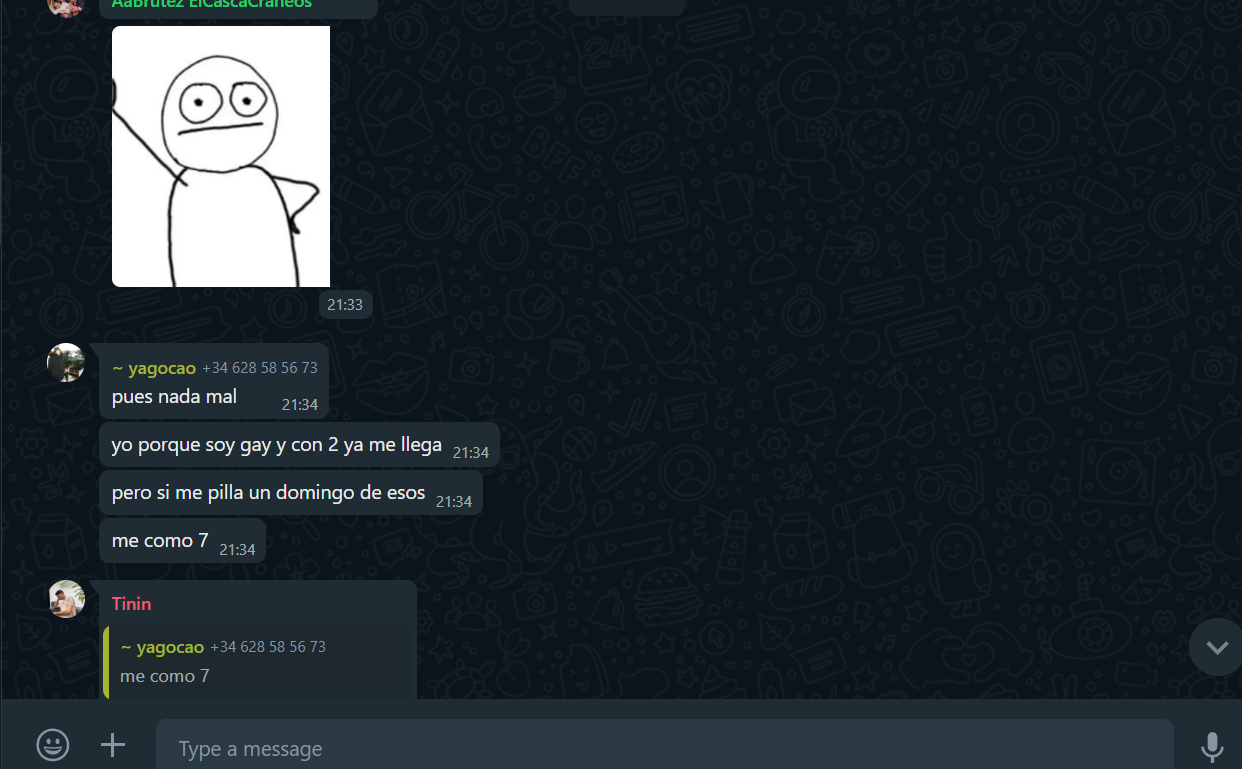 AaBrutez ElCascaCraneos
21:33
~ yagocao +34 628 58 56 73
pues nada mal 21:34
yo porque soy gay y con 2 ya me llega 21:34
pero si me pilla un domingo de esos 21:34
me como 7 21:34
Tinin
~ yagocao +34 628 58 56 73
me como 7
Type a message